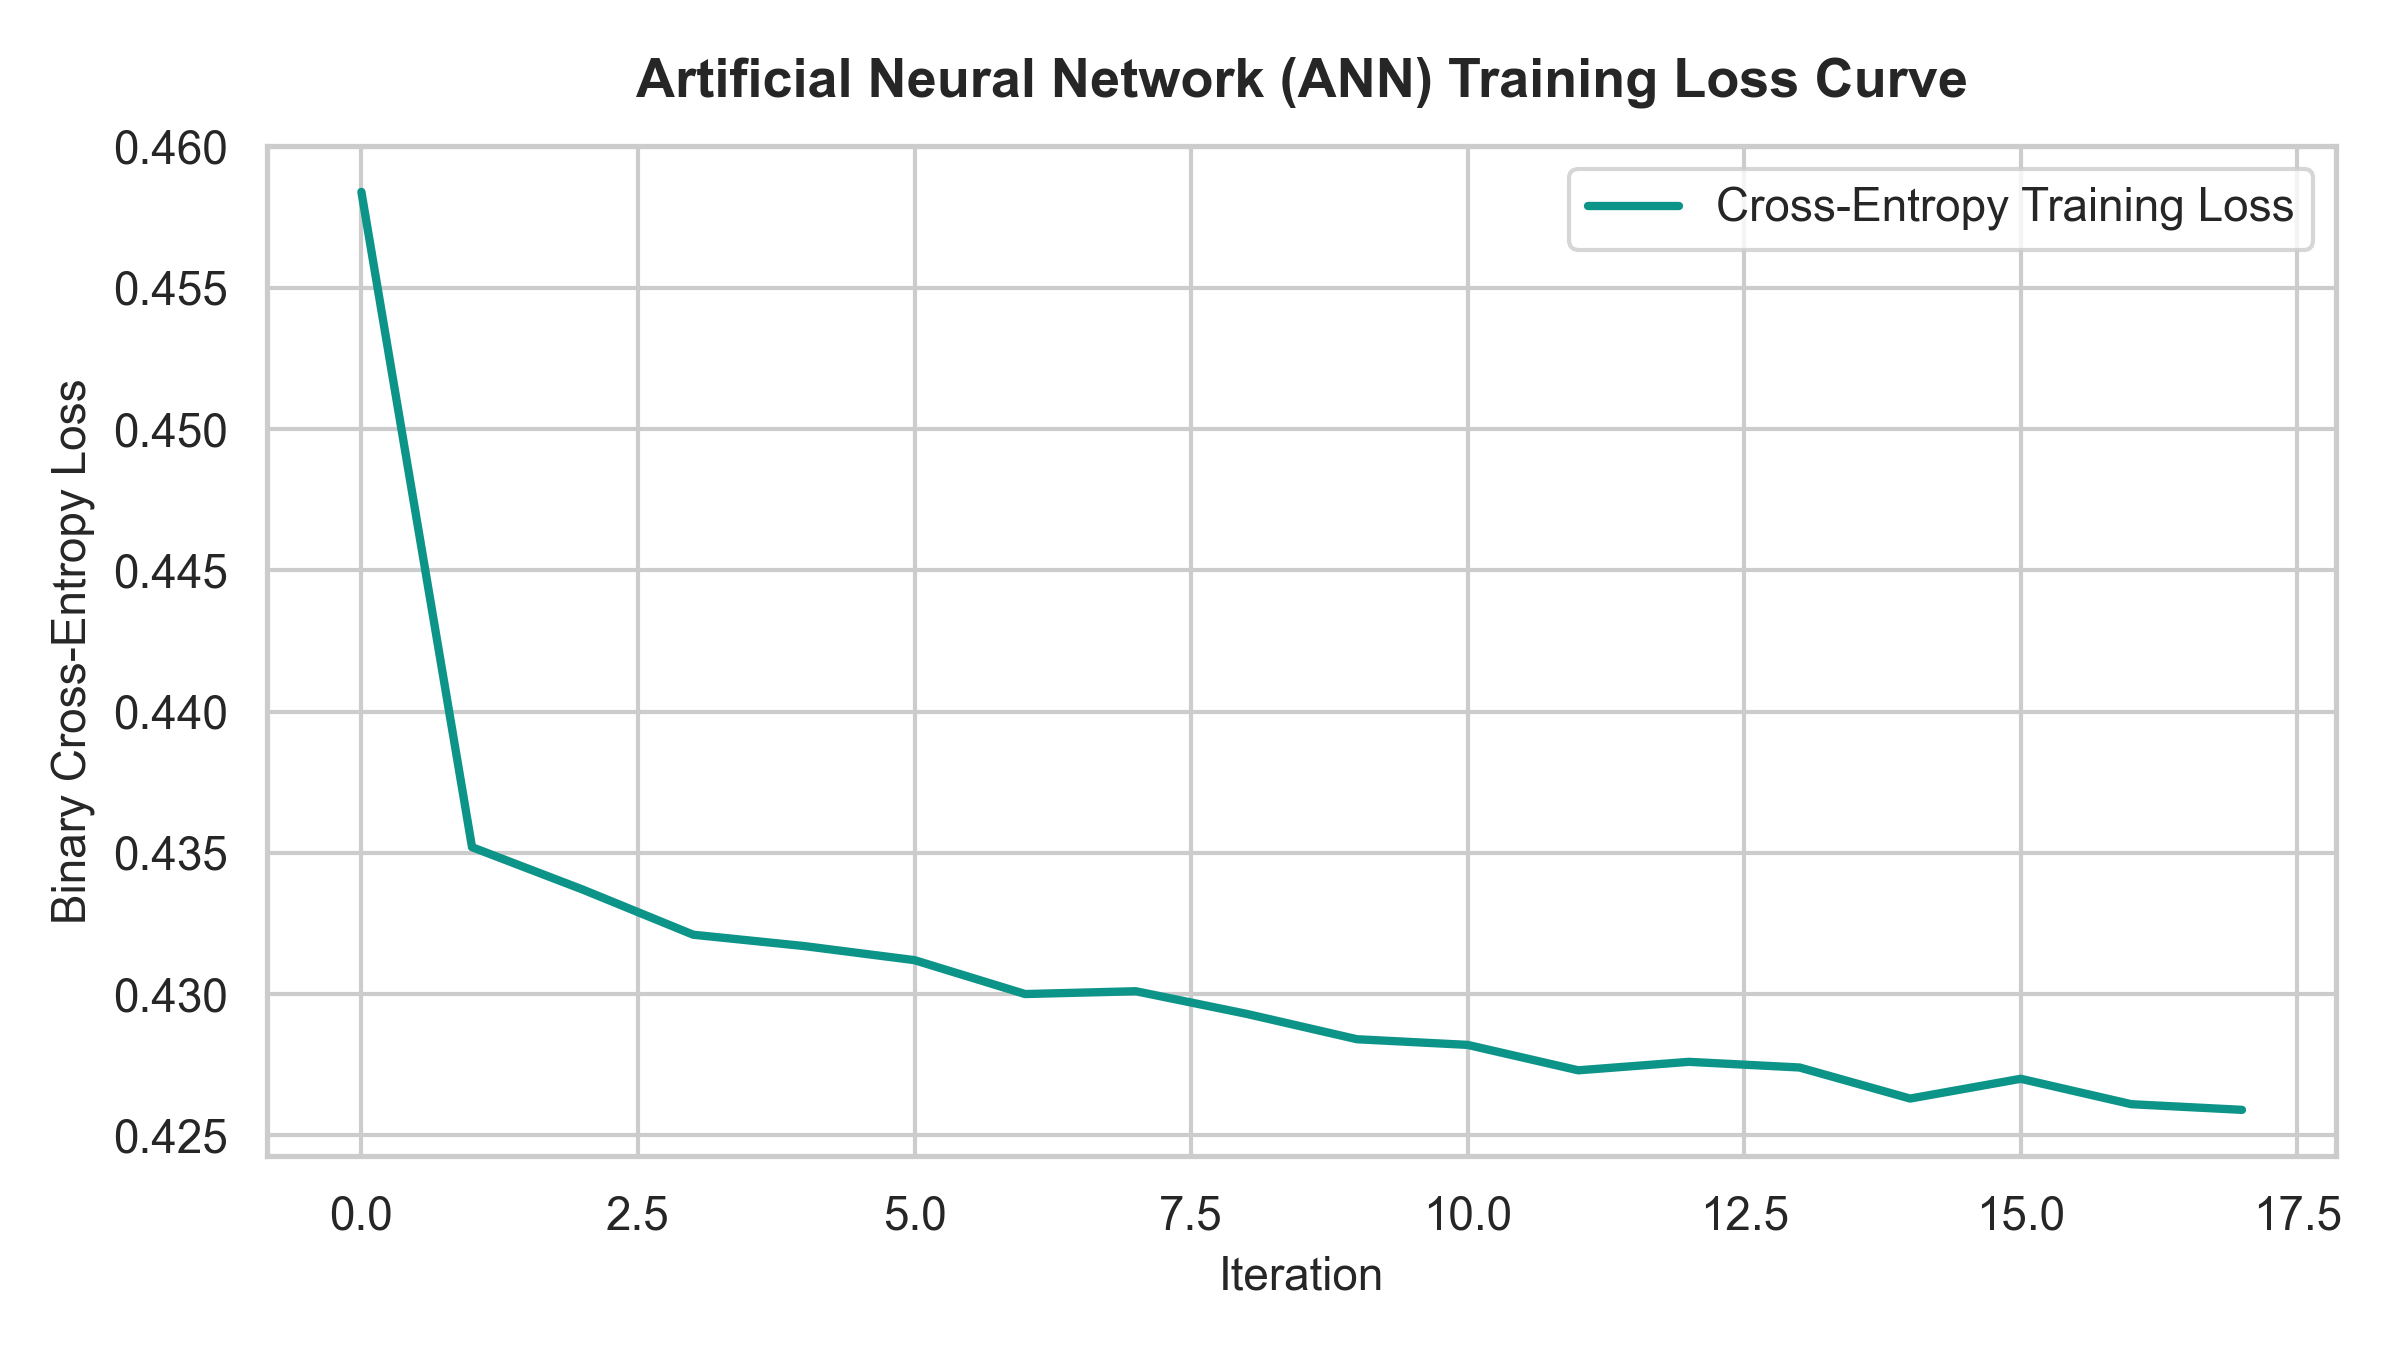 Artificial Neural Network (ANN) Training Loss Curve
Cross-Entropy Training Loss
Binary Cross-Entropy Loss
0.460
0.455
0.450
0.445
0.440
0.435
0.430
0.425
0.0 2.5 5.0 7.5 10.0 12.5 15.0 17.5
Iteration